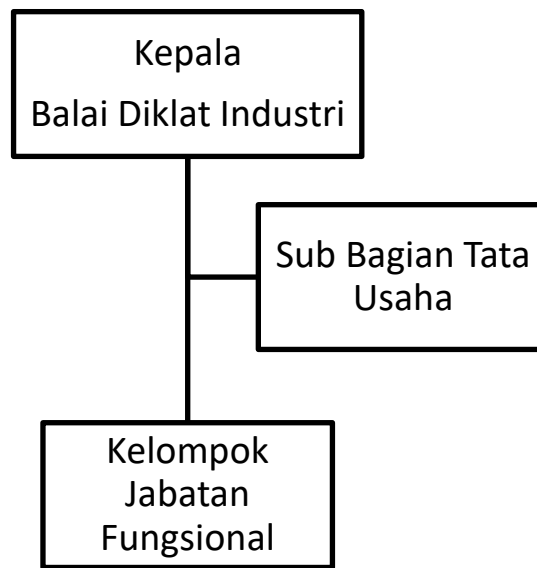 Kepala
Balai Diklat Industri
Sub Bagian Tata
Usaha
Kelompok
Jabatan
Fungsional